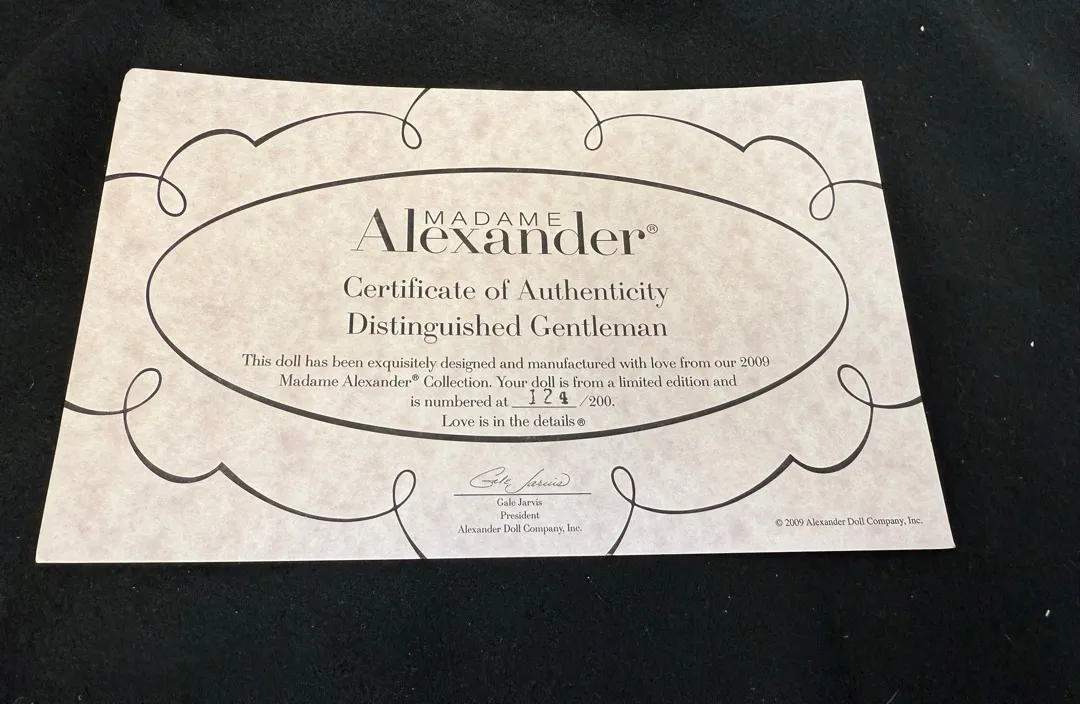 MADAME
Alexander®
Certificate of Authenticity
Distinguished Gentleman
This doll has been exquisitely designed and manufactured with love from our 2009
Madame Alexander® Collection. Your doll is from a limited edition and
is numbered at 124 /200.
Love is in the details®
Gale Jarvis
Gale Jarvis
President
Alexander Doll Company, Inc.
© 2009 Alexander Doll Company, Inc.